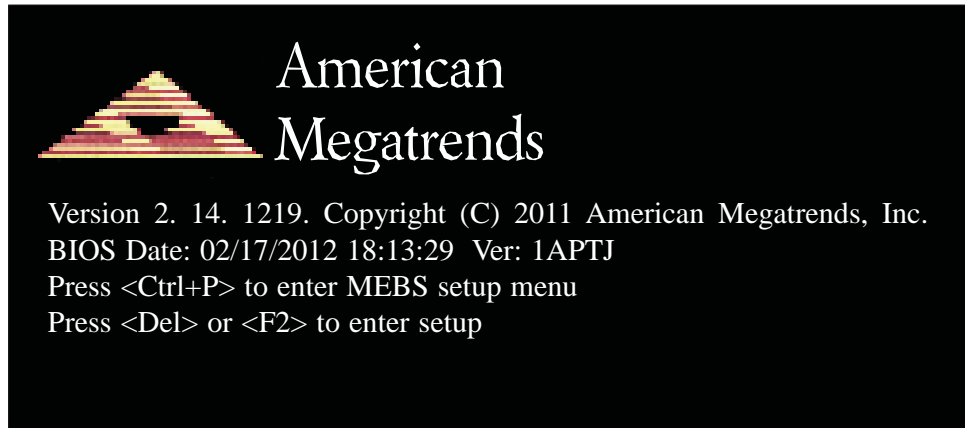 American
Megatrends
Version 2. 14. 1219. Copyright (C) 2011 American Megatrends, Inc.
BIOS Date: 02/17/2012 18:13:29 Ver: 1APTJ
Press <Ctrl+P> to enter MEBS setup menu
Press <Del> or <F2> to enter setup